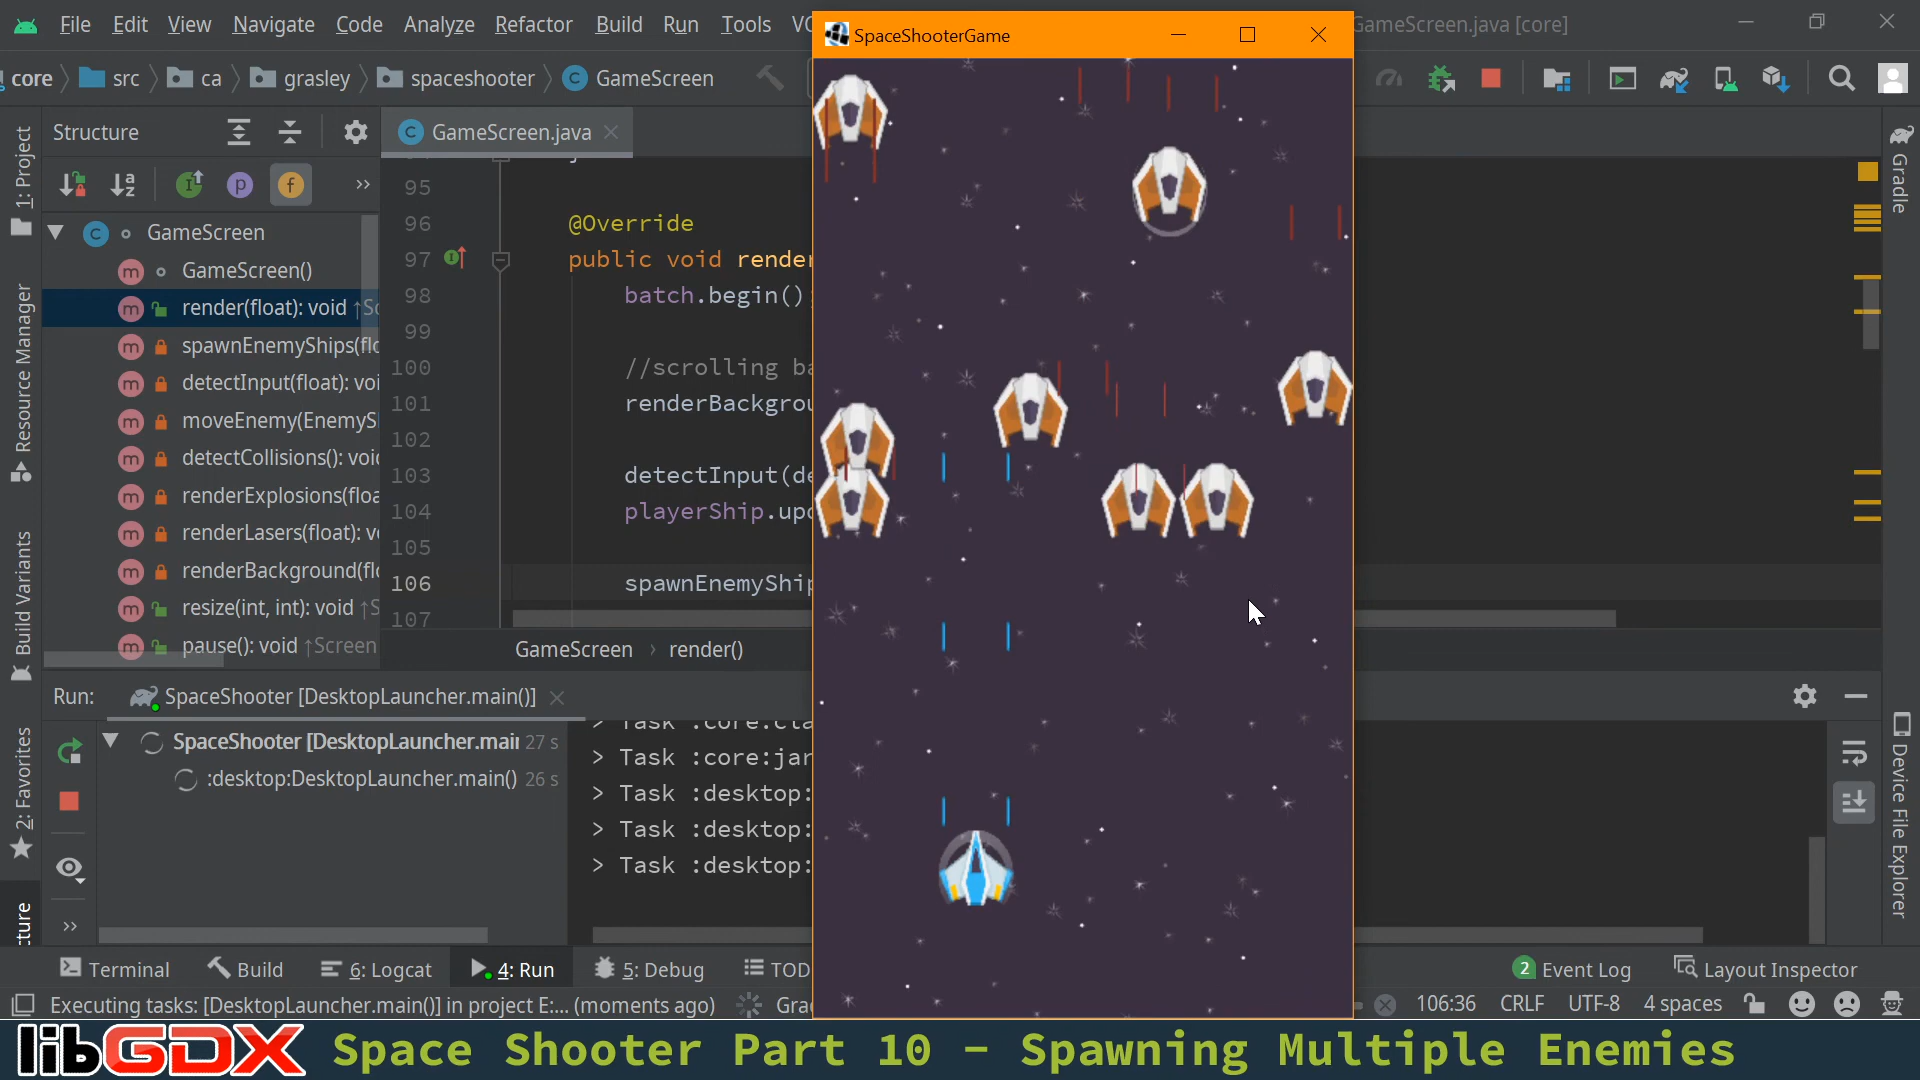 File Edit View Navigate Code Analyze Refactor Build Run Tools
SpaceShooterGame
GameScreen.java [core]
core src ca grasley spaceshooter GameScreen
Structure
GameScreen.java
1: Project
Resource Manager
Build Variants
2: Favorites
Gradle
Device File Explorer
GameScreen
GameScreen()
render(float): void
spawnEnemyShips(flo
detectInput(float): voi
moveEnemy(EnemyS
detectCollisions(): voi
renderExplosions(floa
renderLasers(float): v
renderBackground(flo
resize(int, int): void
pause(): void ↑Screen
95
96 @Override
97 public void render
98 batch.begin()
99
100 //scrolling ba
101 renderBackgrou
102
103 detectInput(de
104 playerShip.upd
105
106 spawnEnemyShip
107
GameScreen › render()
Run: SpaceShooter [DesktopLauncher.main()]
SpaceShooter [DesktopLauncher.mai 27 s
:desktop:DesktopLauncher.main() 26 s
> Task :core:cla
> Task :core:jar
> Task :desktop:
> Task :desktop:
> Task :desktop:
Terminal Build 6: Logcat 4: Run 5: Debug TOD
2 Event Log Layout Inspector
Executing tasks: [DesktopLauncher.main()] in project E:... (moments ago) Gra
106:36 CRLF UTF-8 4 spaces
libGDX Space Shooter Part 10 - Spawning Multiple Enemies